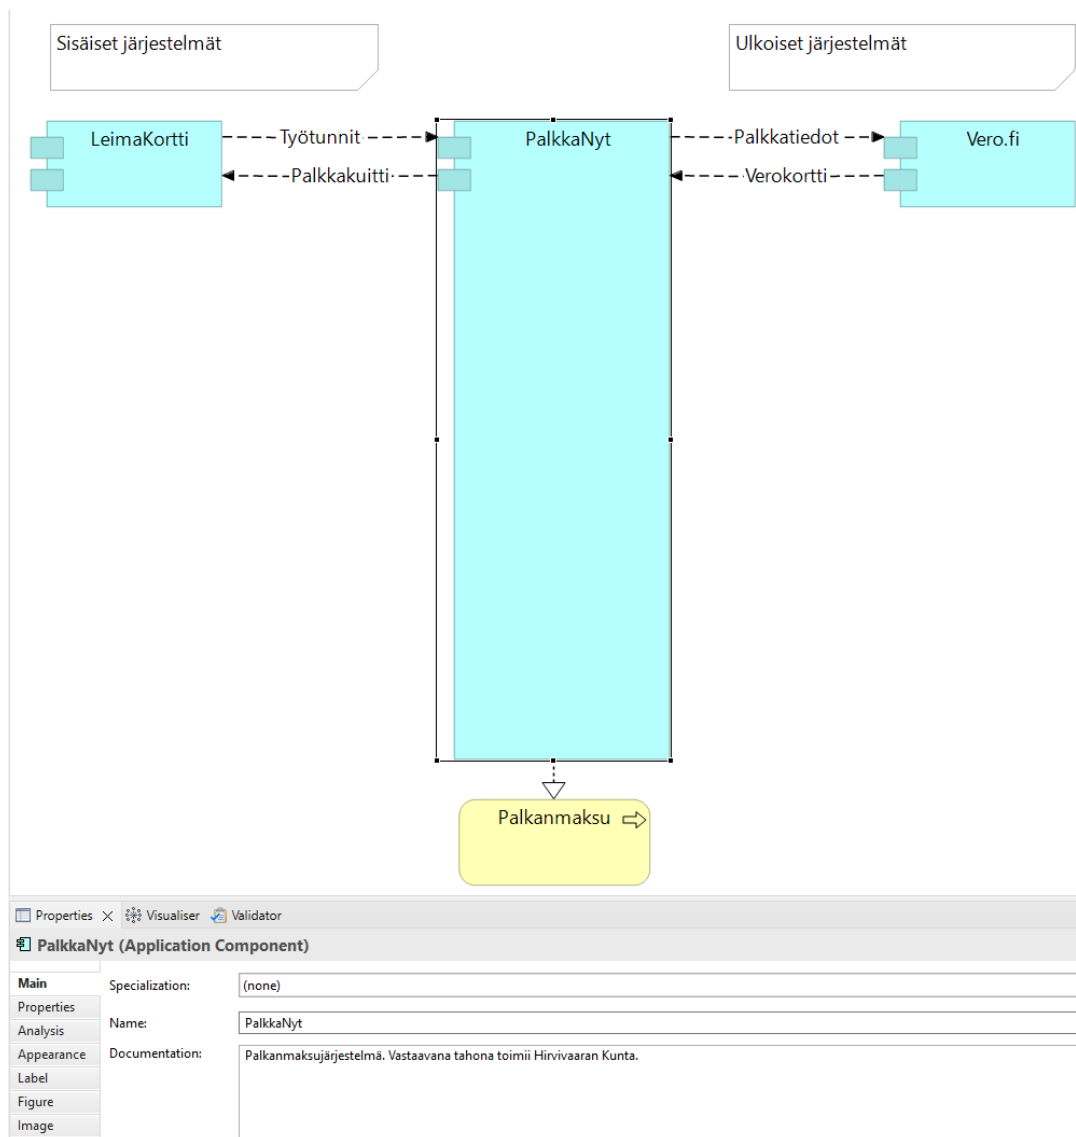 Sisäiset järjestelmät
Ulkoiset järjestelmät
LeimaKortti
Työtunnit
PalkkaNyt
Palkkatiedot
Vero.fi
Palkkakuitti
Verokortti
Palkanmaksu
Properties
Visualiser
Validator
PalkkaNyt (Application Component)
Main
Specialization:
(none)
Properties
Name:
PalkkaNyt
Analysis
Appearance
Documentation:
Palkanmaksujärjestelmä. Vastaavana tahona toimii Hirvivaaran Kunta.
Label
Figure
Image